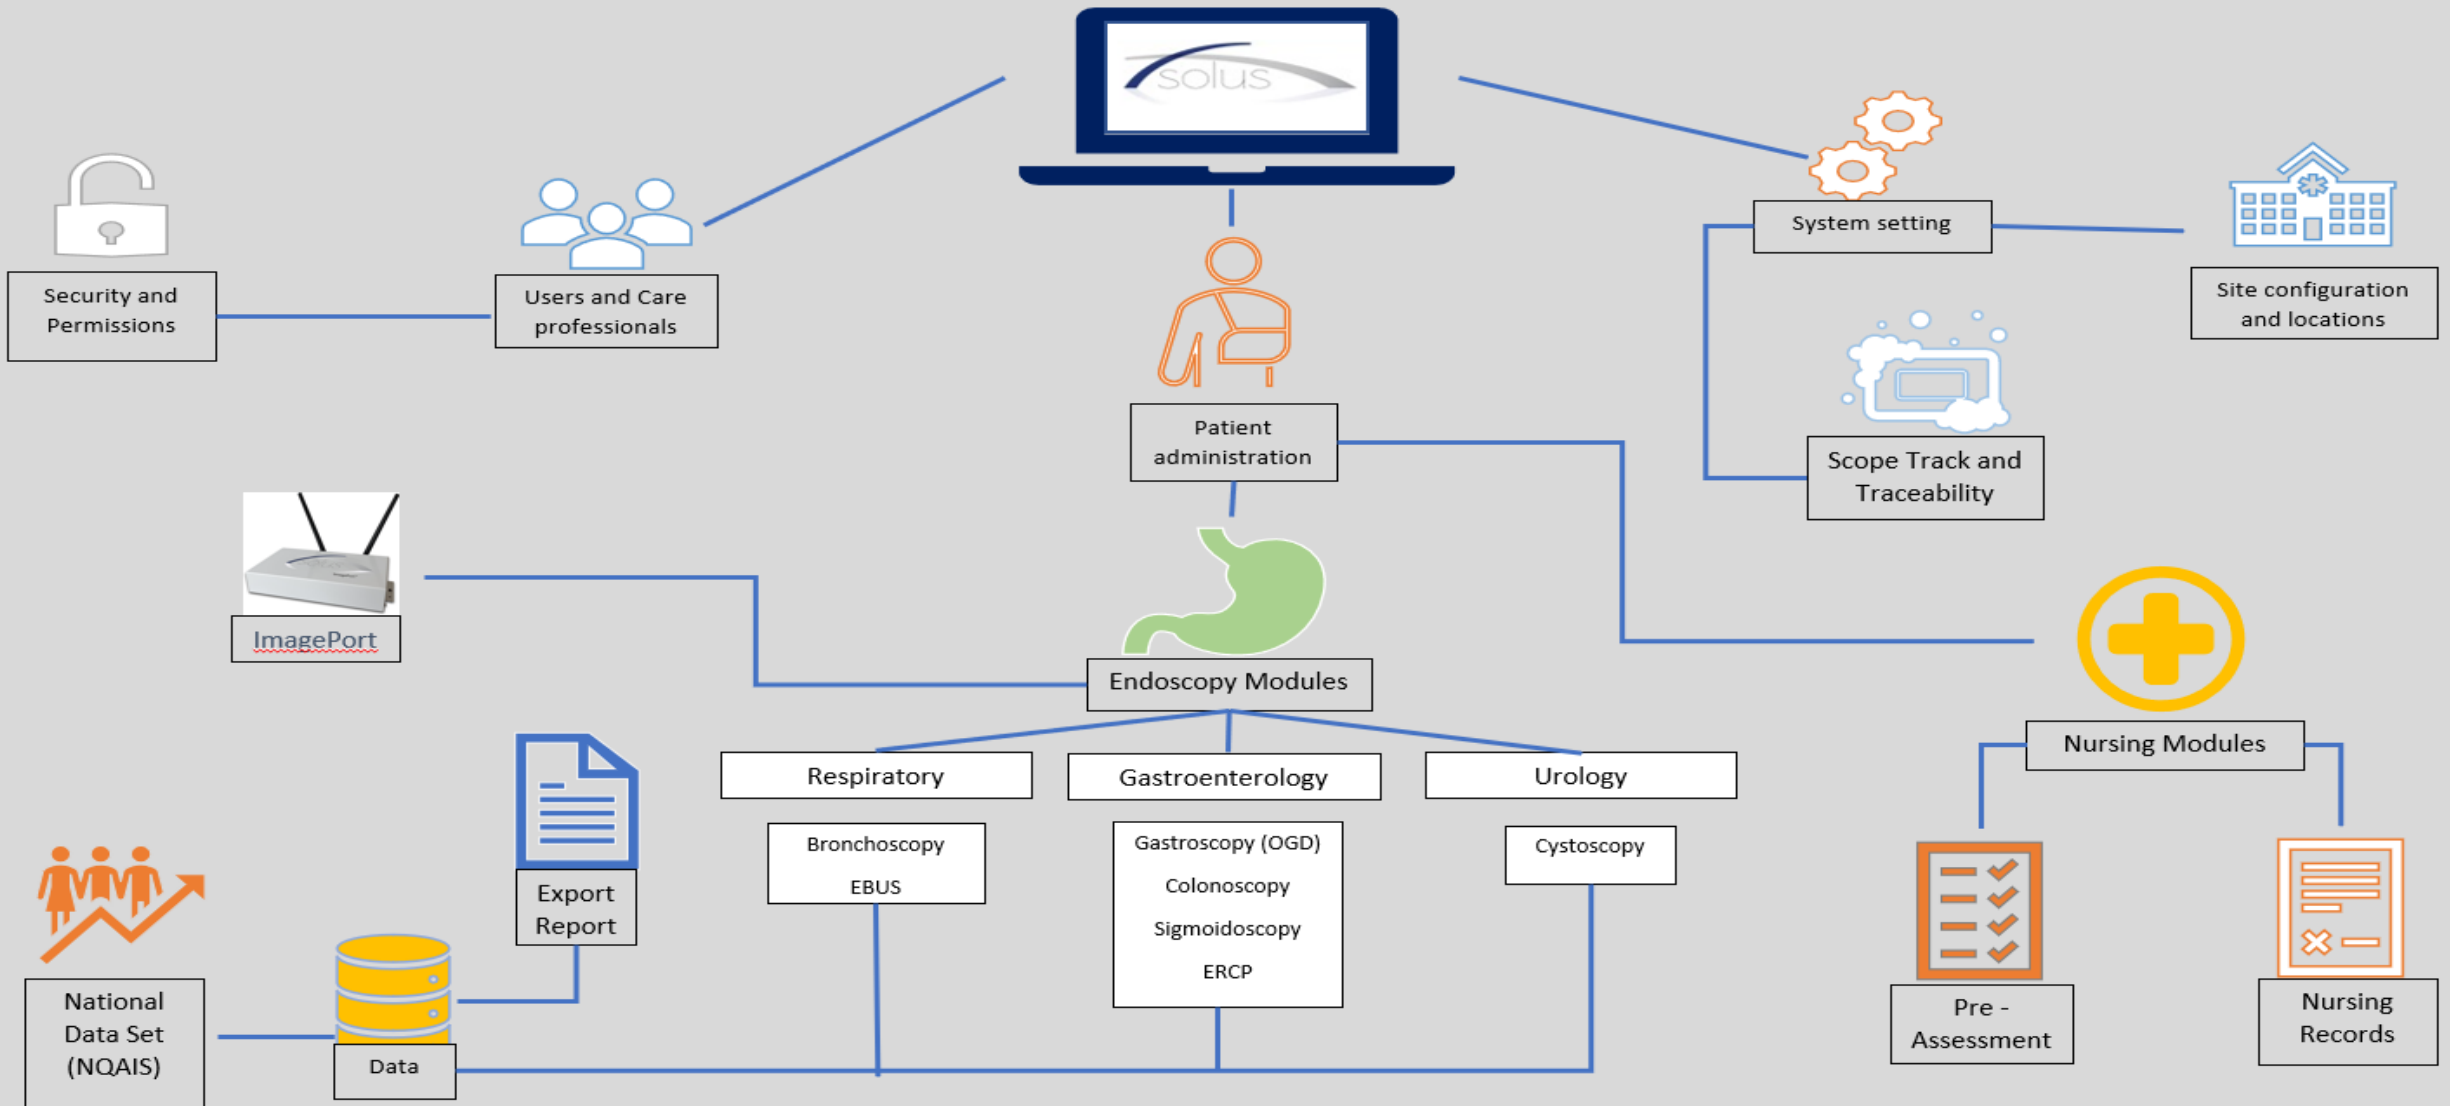 solus
Security and
Permissions
Users and Care
professionals
System setting
Site configuration
and locations
Patient
administration
Scope Track and
Traceability
solus
ImagePort
Endoscopy Modules
Nursing Modules
Respiratory
Gastroenterology
Urology
Bronchoscopy
EBUS
Gastroscopy (OGD)
Colonoscopy
Sigmoidoscopy
ERCP
Cystoscopy
Export
Report
National
Data Set
(NQAIS)
Data
Pre -
Assessment
Nursing
Records